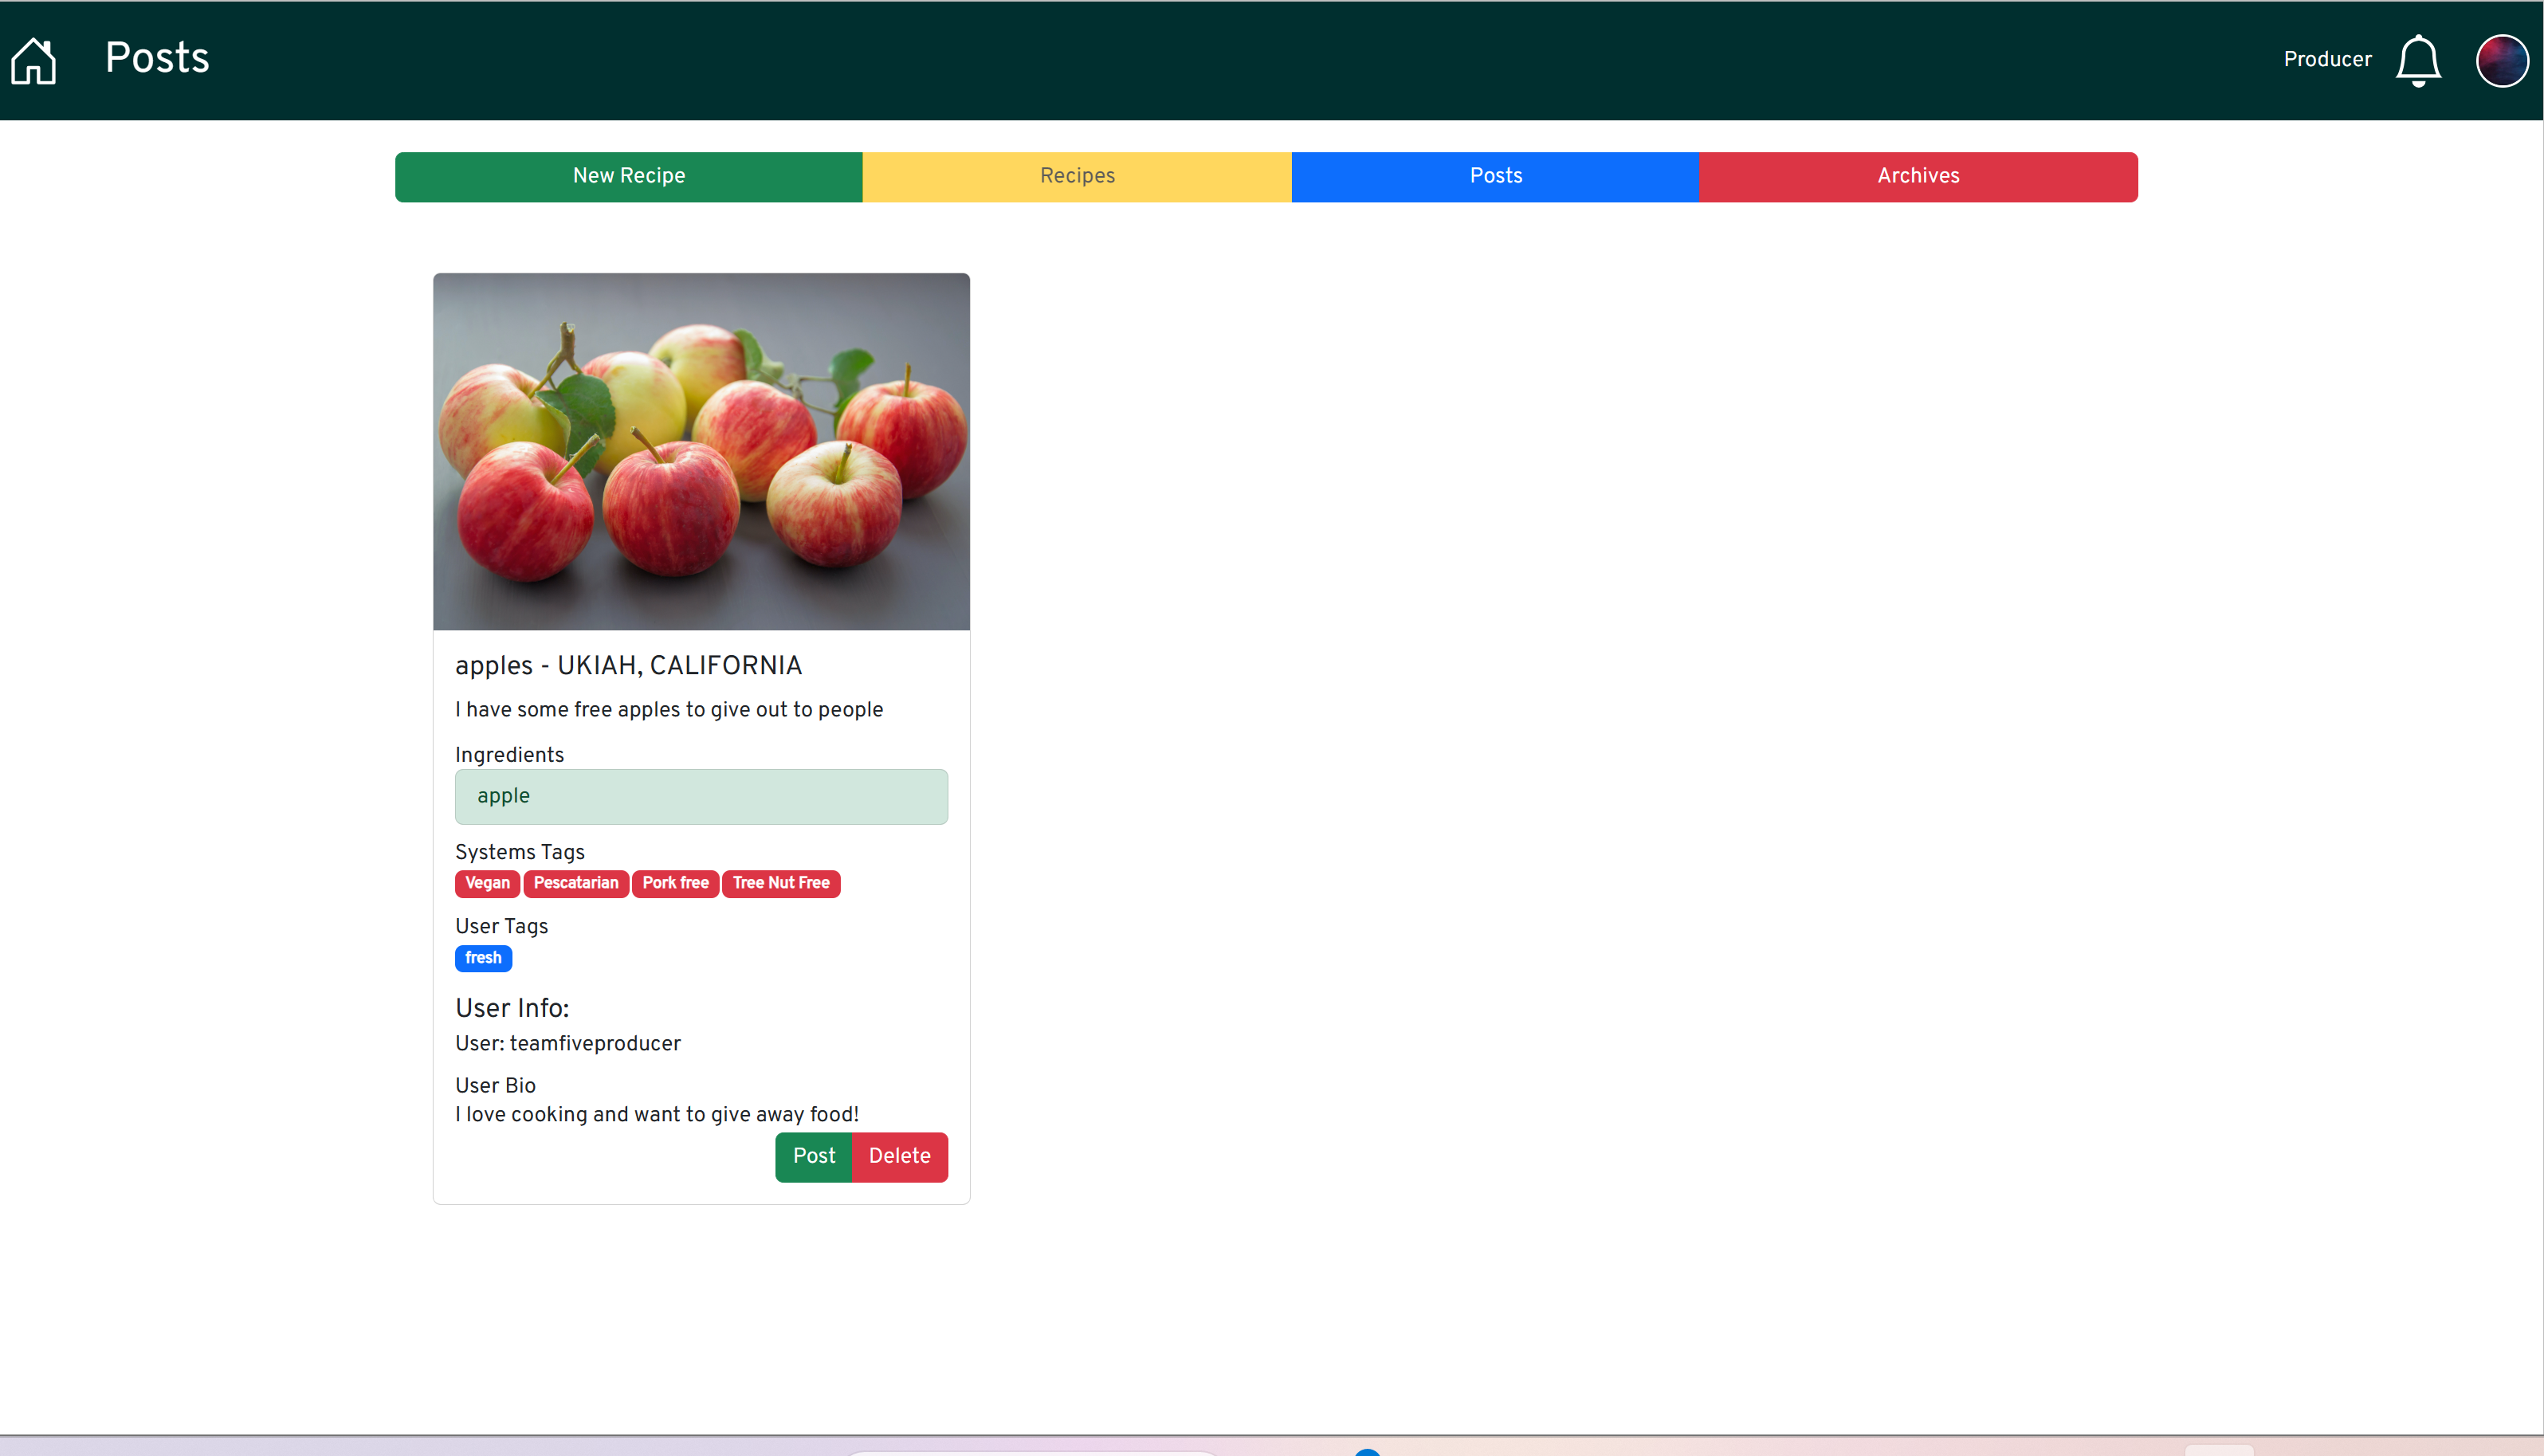 Posts
Producer
New Recipe
Recipes
Posts
Archives
apples - UKIAH, CALIFORNIA
I have some free apples to give out to people
Ingredients
apple
Systems Tags
Vegan Pescatarian Pork free Tree Nut Free
User Tags
fresh
User Info:
User: teamfiveproducer
User Bio
I love cooking and want to give away food!
Post Delete